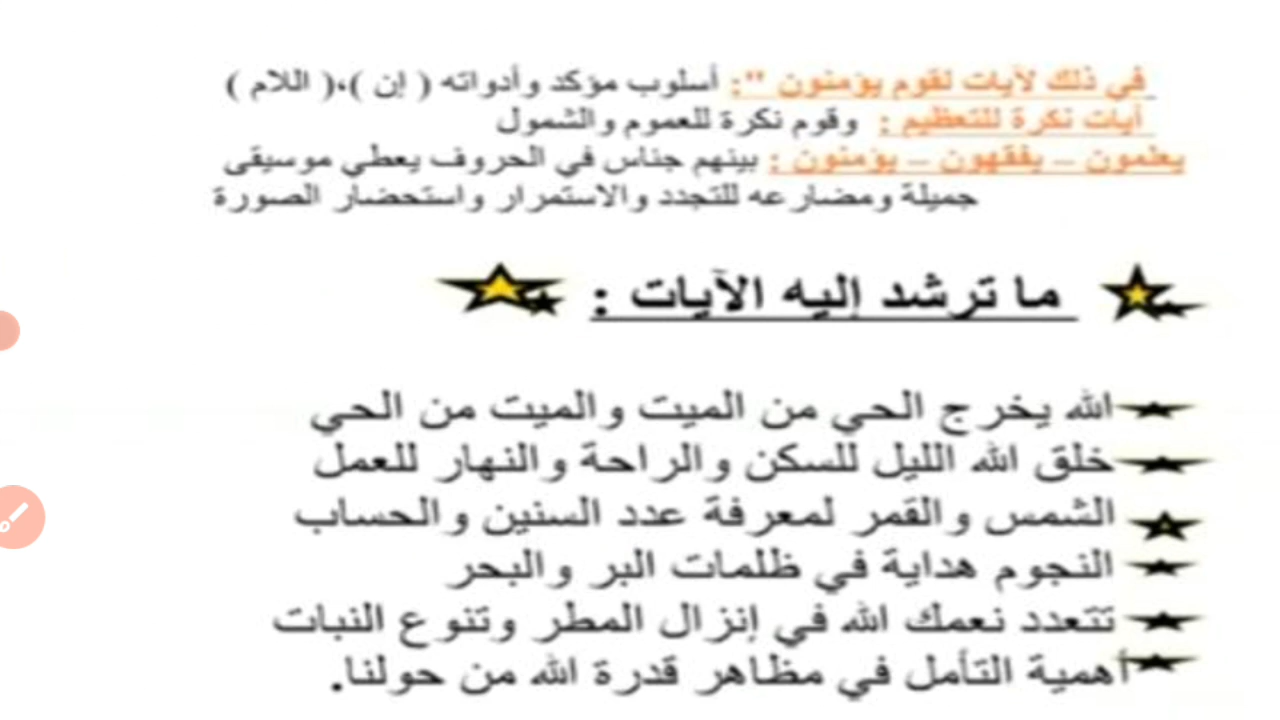 في ذلك لآيات لقوم يؤمنون ": أسلوب مؤكد وأدواته ( إن )،( اللام )
آيات نكرة للتعظيم : وقوم نكرة للعموم والشمول
يعلمون – يفقهون – يؤمنون : بينهم جناس في الحروف يعطي موسيقى
جميلة ومضارعه للتجدد والاستمرار واستحضار الصورة
ما ترشد إليه الآيات :
الله يخرج الحي من الميت والميت من الحي
خلق الله الليل للسكن والراحة والنهار للعمل
الشمس والقمر لمعرفة عدد السنين والحساب
النجوم هداية في ظلمات البر والبحر
تتعدد نعمك الله في إنزال المطر وتنوع النبات
أهمية التأمل في مظاهر قدرة الله من حولنا.